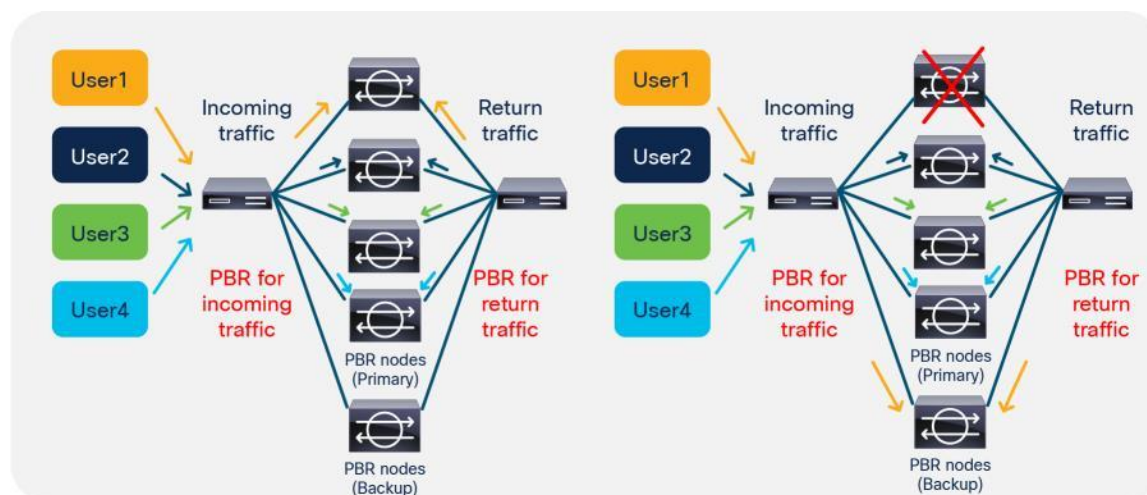 User1
User2
User3
User4
Incoming
traffic
Return
traffic
PBR for
incoming
traffic
PBR for
return
traffic
PBR nodes
(Primary)
PBR nodes
(Backup)
User1
User2
User3
User4
Incoming
traffic
Return
traffic
PBR for
incoming
traffic
PBR for
return
traffic
PBR nodes
(Primary)
PBR nodes
(Backup)